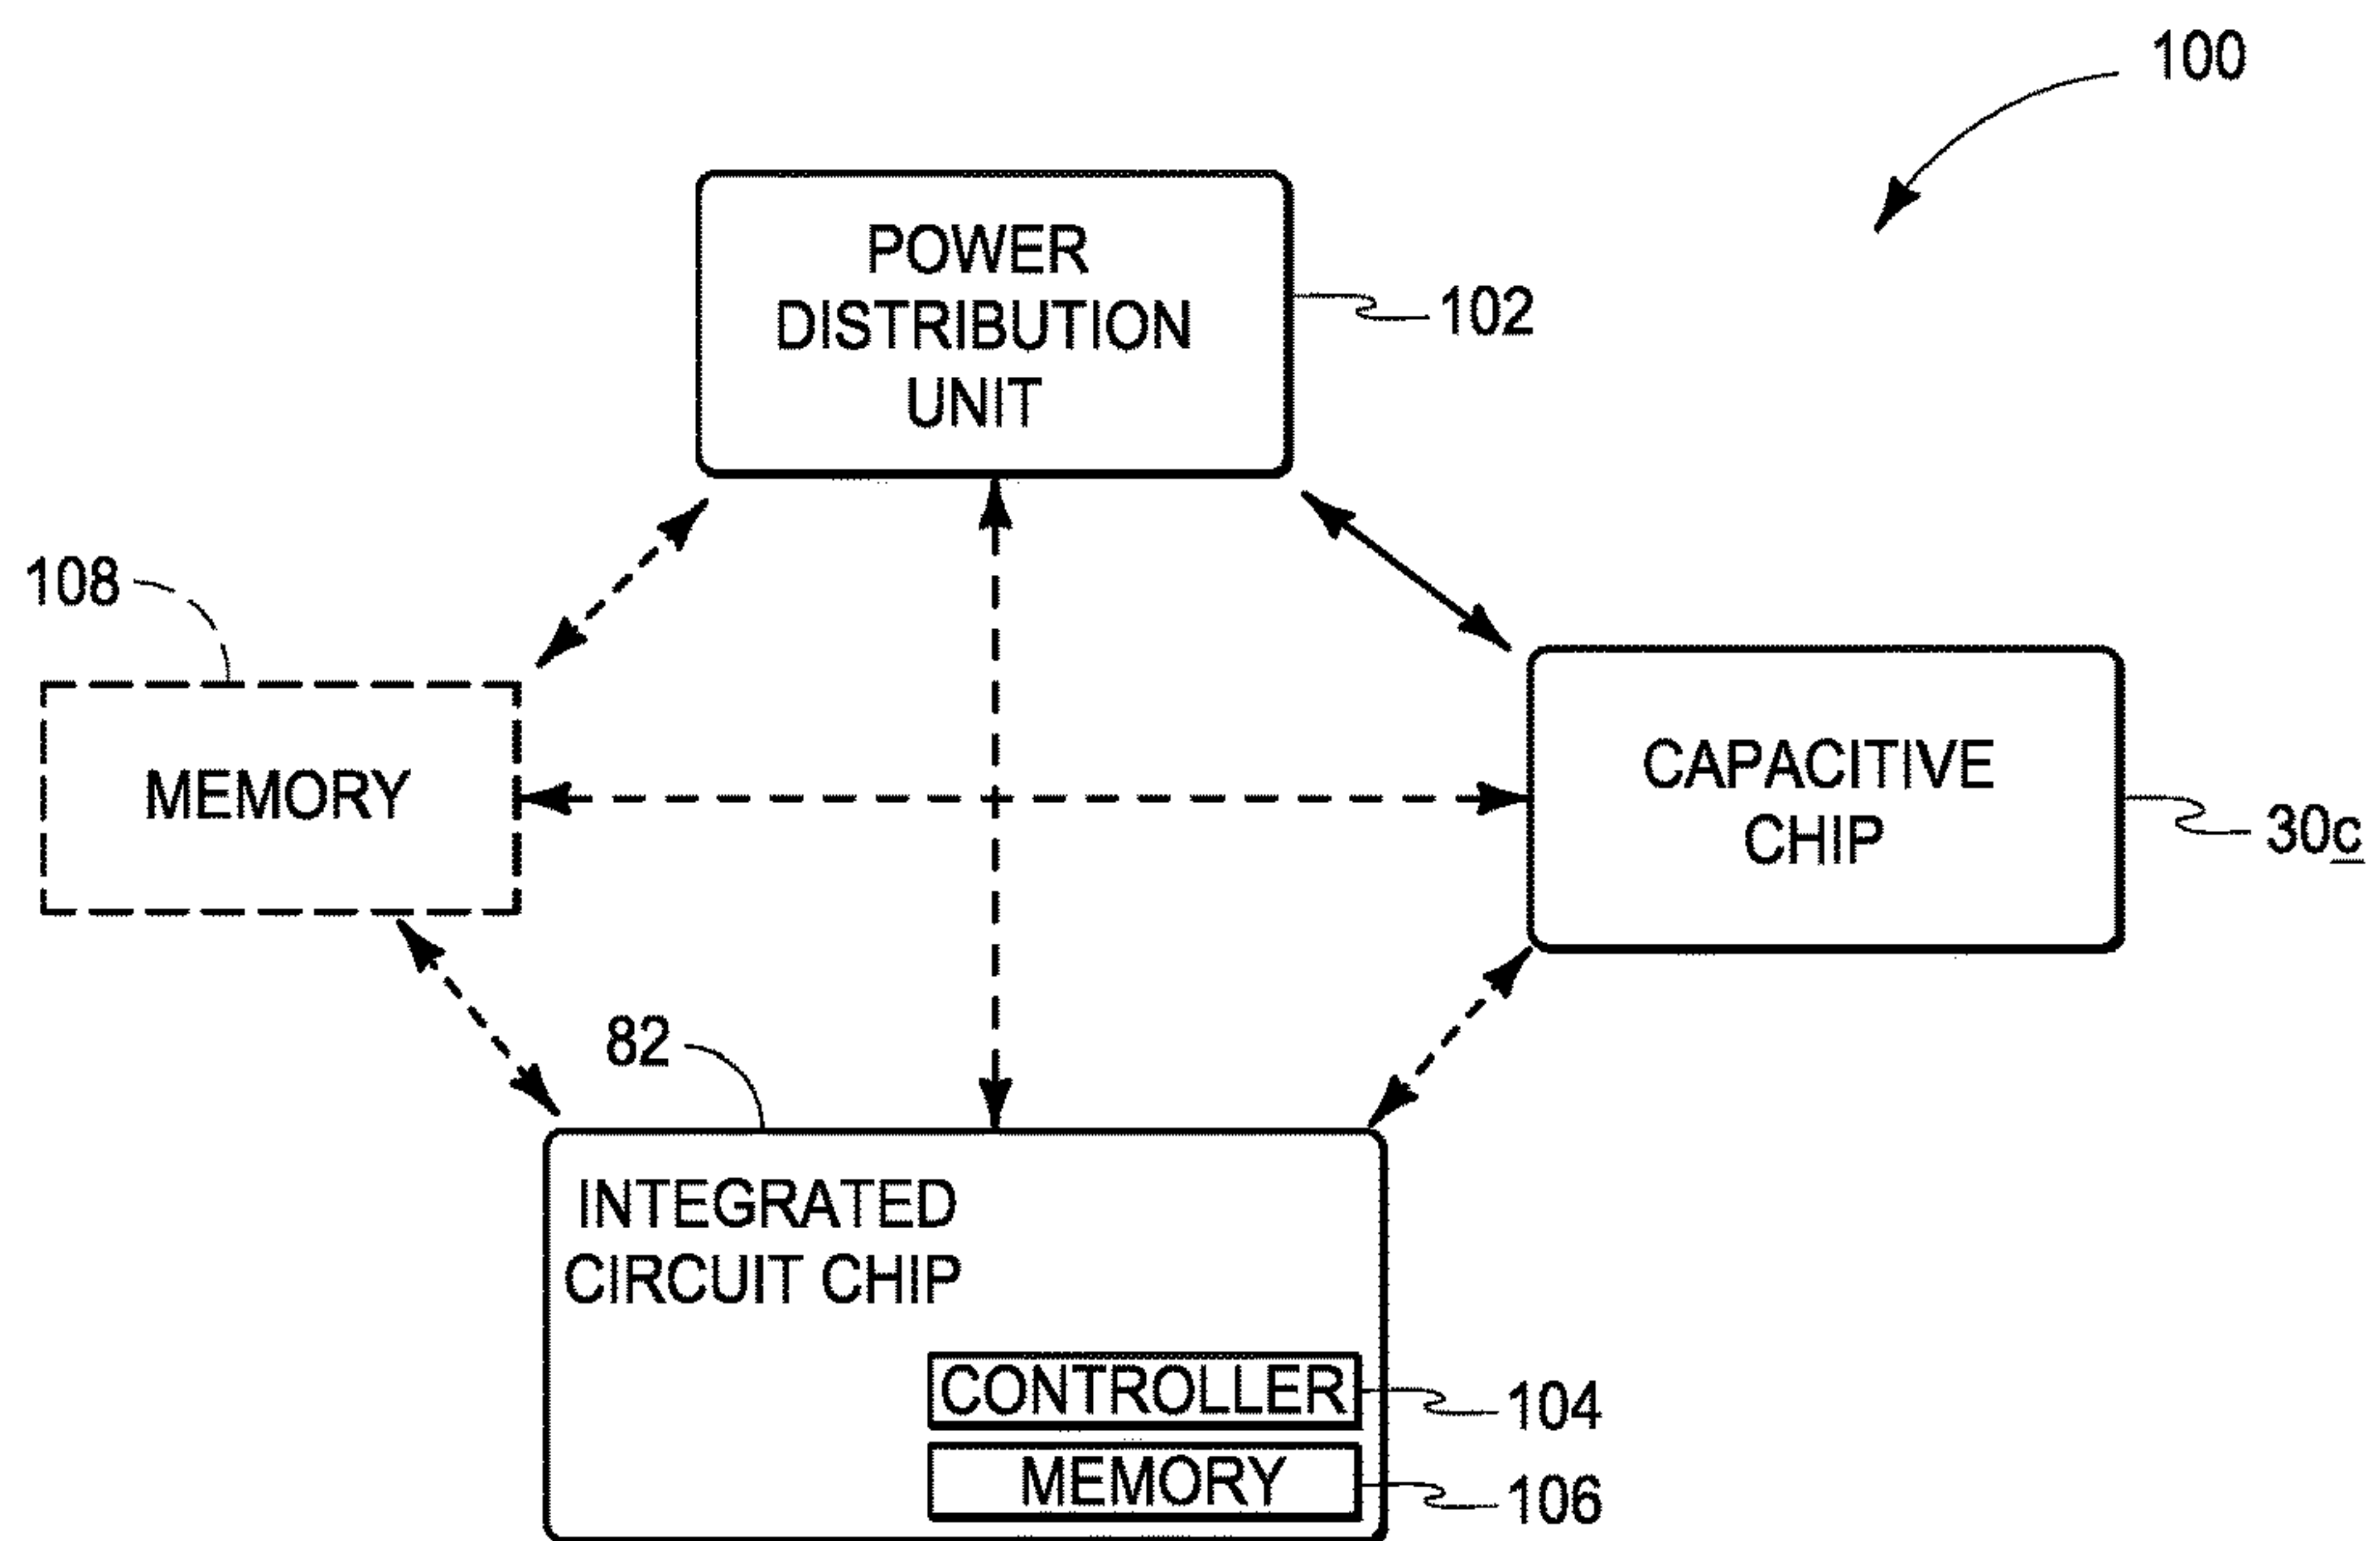 100
POWER
DISTRIBUTION
UNIT
102
108
MEMORY
CAPACITIVE
CHIP
30c
82
INTEGRATED
CIRCUIT CHIP
CONTROLLER
104
MEMORY
106